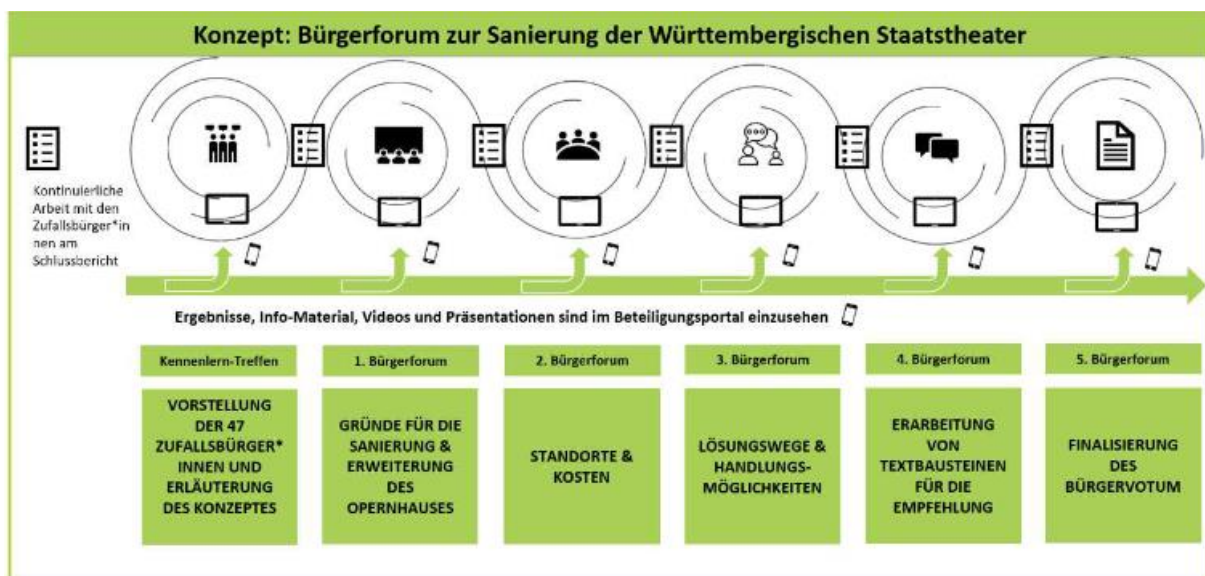 Konzept: Bürgerforum zur Sanierung der Württembergischen Staatstheater
Kontinuierliche
Arbeit mit den
Zufallsbürger*in
nen am
Schlussbericht
Ergebnisse, Info-Material, Videos und Präsentationen sind im Beteiligungsportal einzusehen
Kennenlern-Treffen
VORSTELLUNG
DER 47
ZUFALLSBÜRGER*
INNEN UND
ERLÄUTERUNG
DES KONZEPTES
1. Bürgerforum
GRÜNDE FÜR DIE
SANIERUNG &
ERWEITERUNG
DES
OPERNHAUSES
2. Bürgerforum
STANDORTE &
KOSTEN
3. Bürgerforum
LÖSUNGSWEGE &
HANDLUNGS-
MÖGLICHKEITEN
4. Bürgerforum
ERARBEITUNG
VON
TEXTBAUSTEINEN
FÜR DIE
EMPFEHLUNG
5. Bürgerforum
FINALISIERUNG
DES
BÜRGERVOTUM